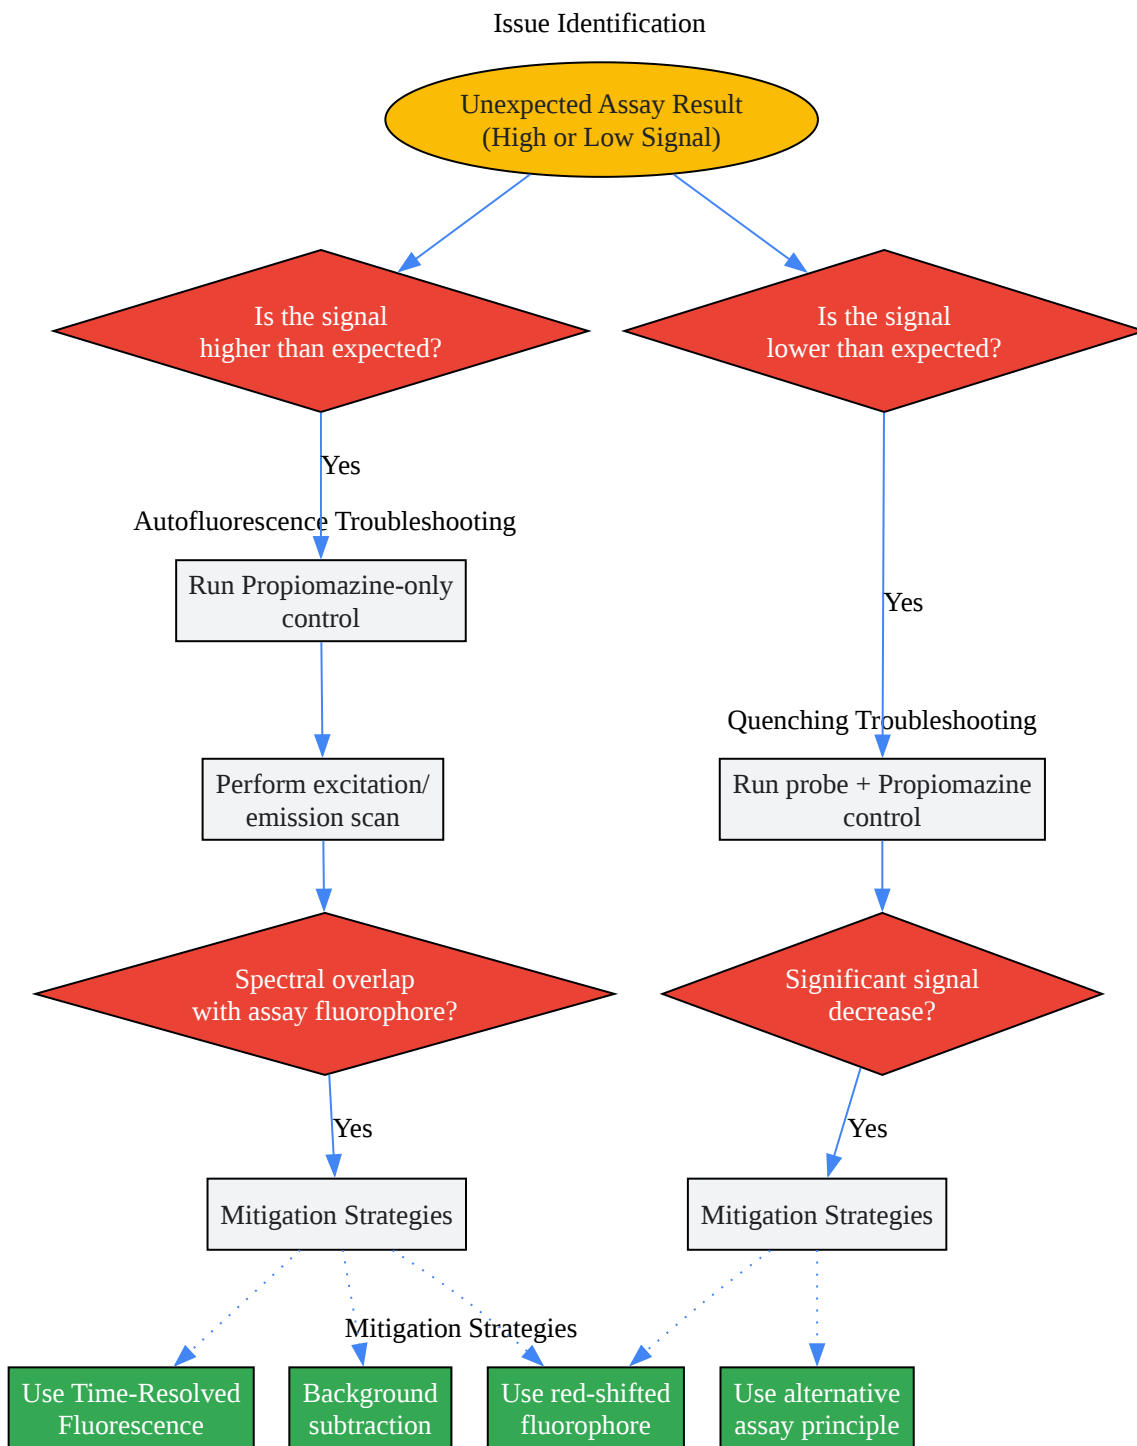 Issue Identification
Unexpected Assay Result
(High or Low Signal)
Is the signal
higher than expected?
Is the signal
lower than expected?
Yes
Autofluorescence Troubleshooting
Run Propiomazine-only
control
Yes
Quenching Troubleshooting
Perform excitation/
emission scan
Run probe + Propiomazine
control
Spectral overlap
with assay fluorophore?
Significant signal
decrease?
Yes
Yes
Mitigation Strategies
Mitigation Strategies
Mitigation Strategies
Use Time-Resolved
Fluorescence
Background
subtraction
Use red-shifted
fluorophore
Use alternative
assay principle